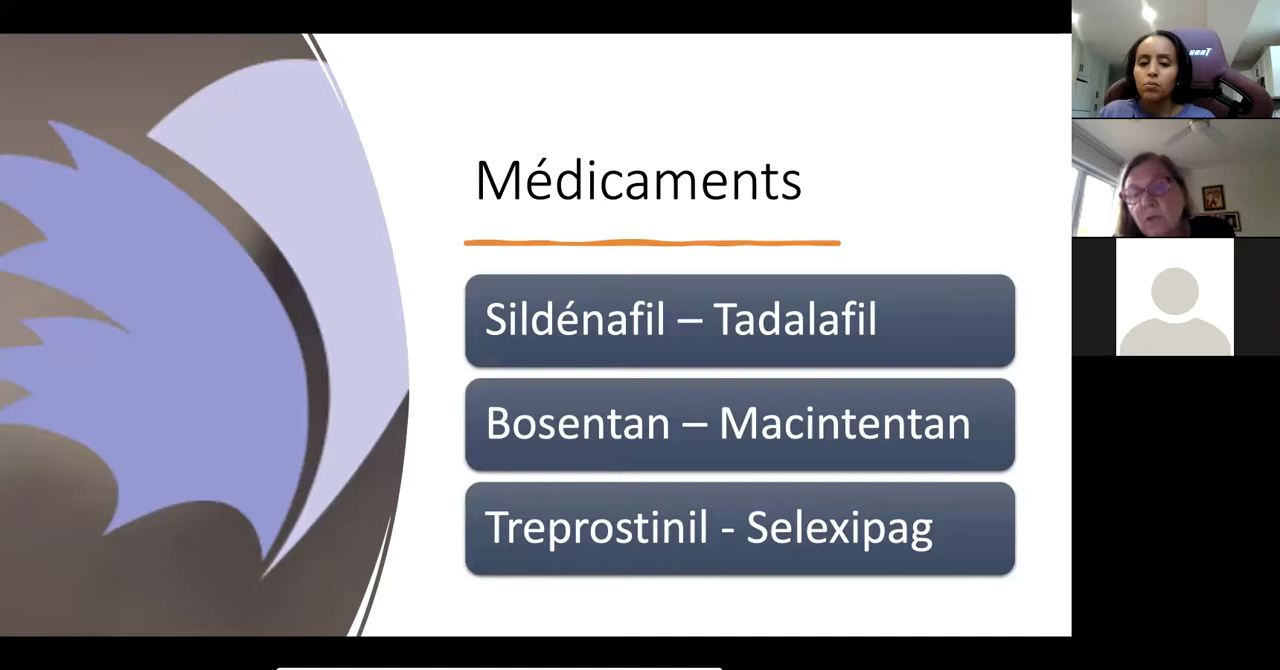 Médicaments
Sildénafil – Tadalafil
Bosentan – Macintentan
Treprostinil - Selexipag